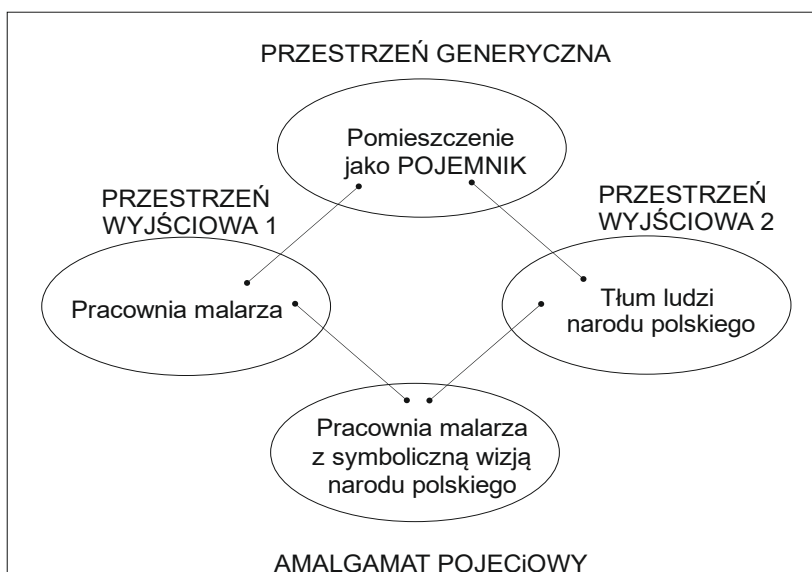 PRZESTRZEŃ GENERYCZNA
Pomieszczenie
jako POJEMNIK
PRZESTRZEŃ
WYJŚCIOWA 1
PRZESTRZEŃ
WYJŚCIOWA 2
Pracownia malarza
Tłum ludzi
narodu polskiego
Pracownia malarza
z symboliczną wizją
narodu polskiego
AMALGAMAT POJECiOWY